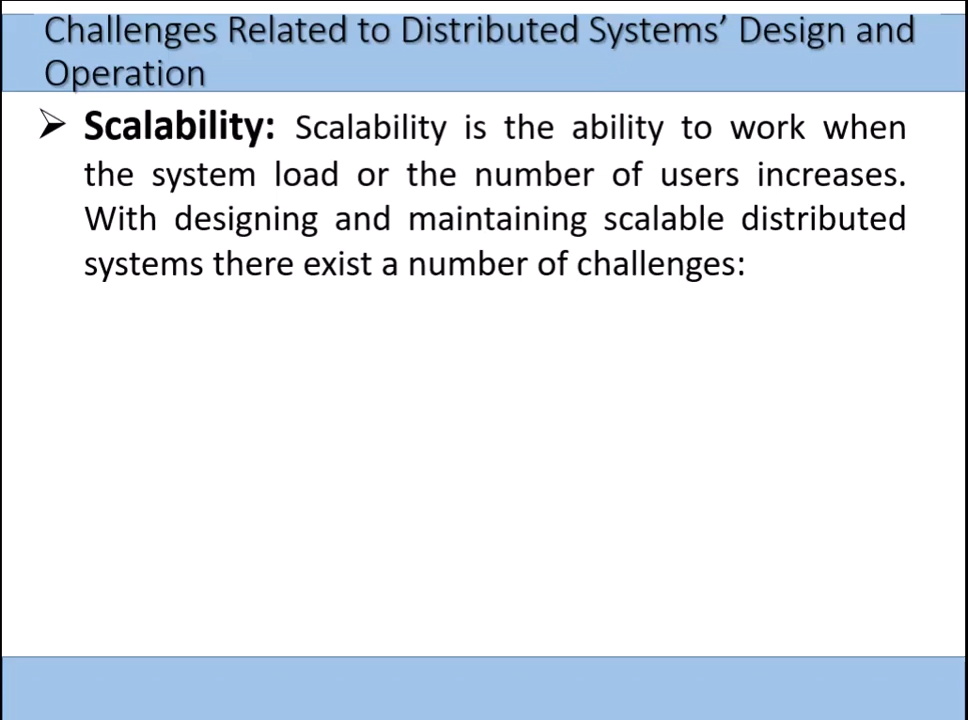 Challenges Related to Distributed Systems’ Design and
Operation
➢ Scalability: Scalability is the ability to work when
the system load or the number of users increases.
With designing and maintaining scalable distributed
systems there exist a number of challenges: